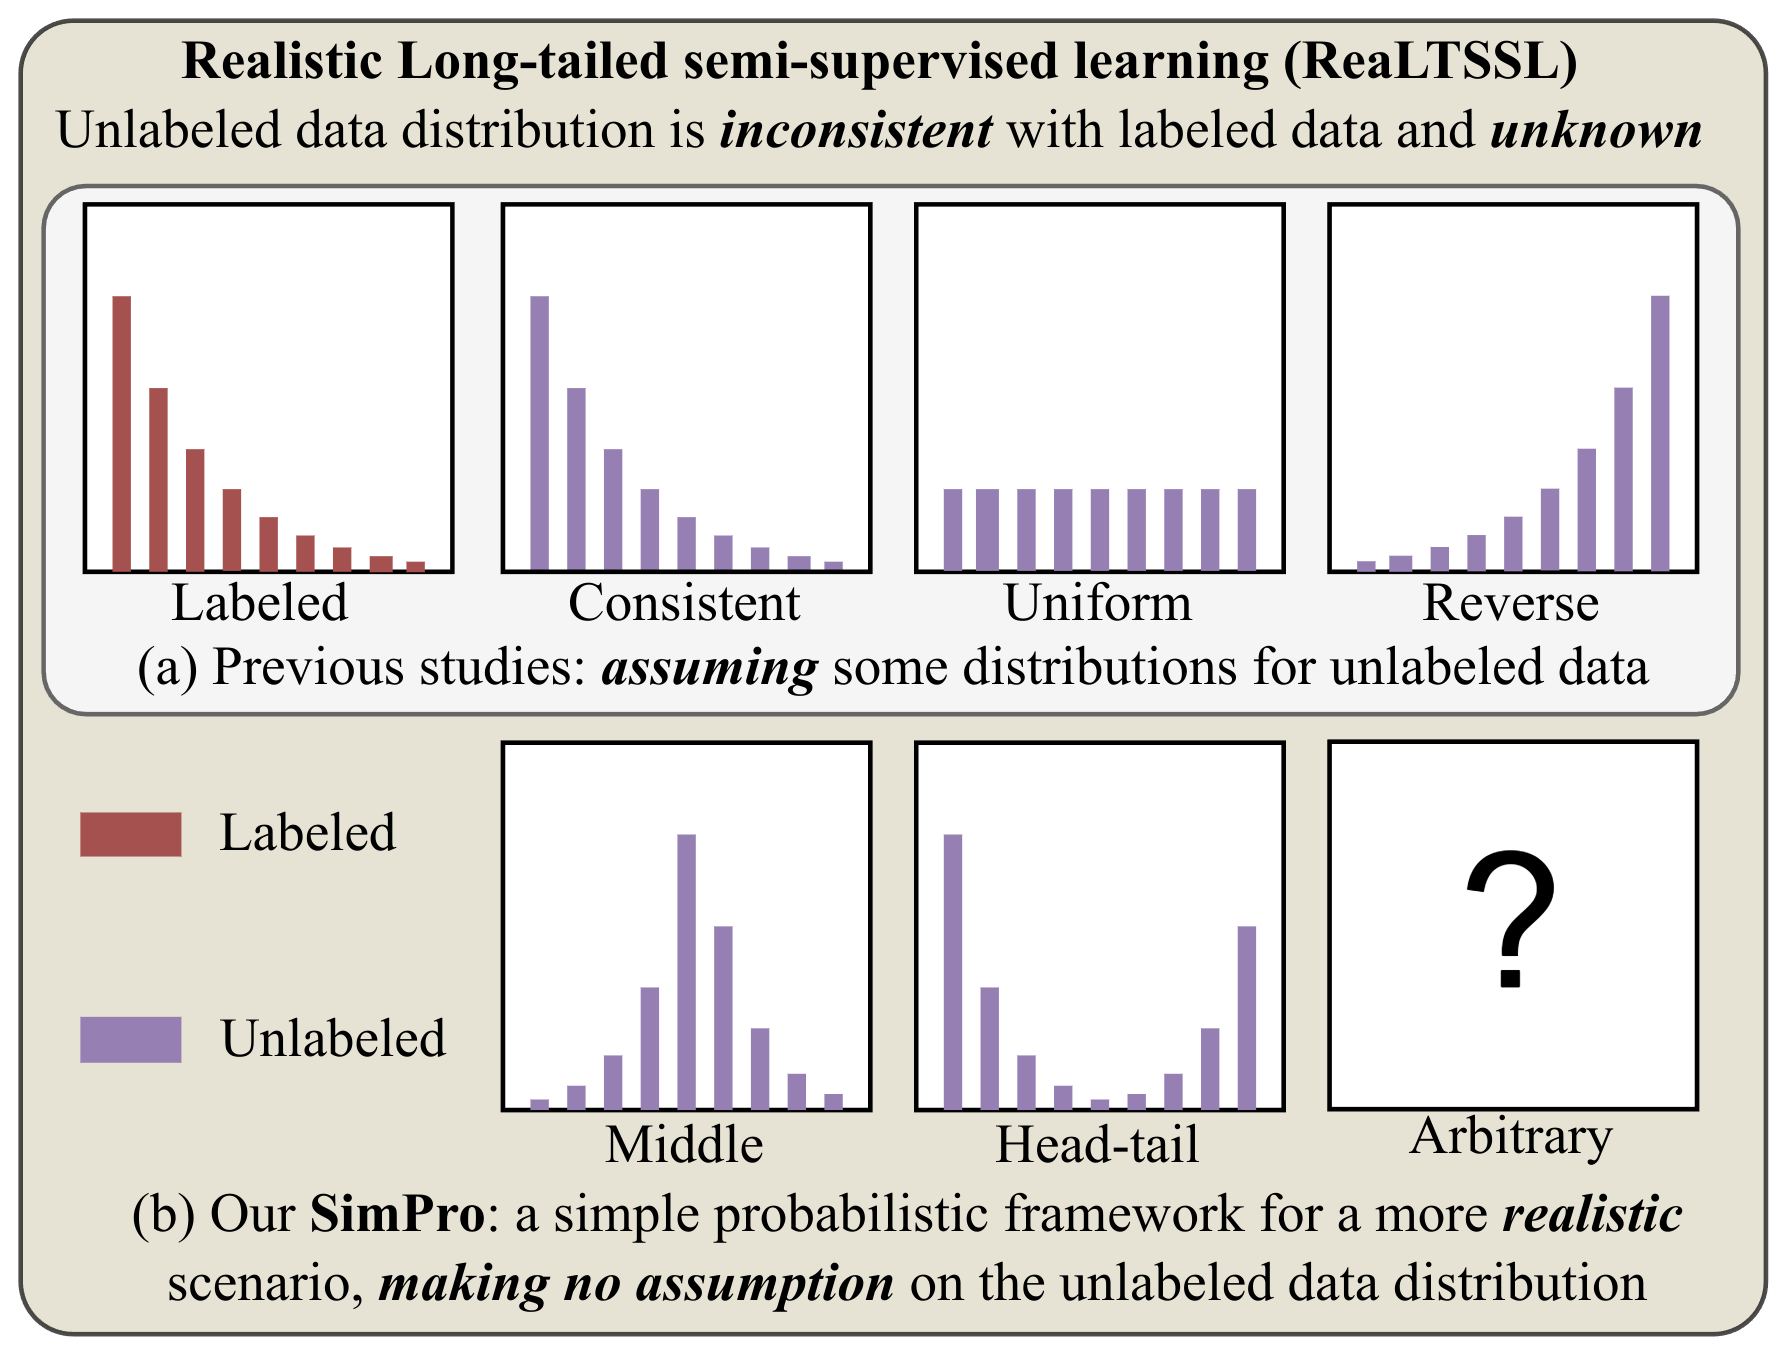 Realistic Long-tailed semi-supervised learning (ReaLTSSL)
Unlabeled data distribution is inconsistent with labeled data and unknown
Labeled
Consistent
Uniform
Reverse
(a) Previous studies: assuming some distributions for unlabeled data
Labeled
Unlabeled
?
Middle
Head-tail
Arbitrary
(b) Our SimPro: a simple probabilistic framework for a more realistic
scenario, making no assumption on the unlabeled data distribution